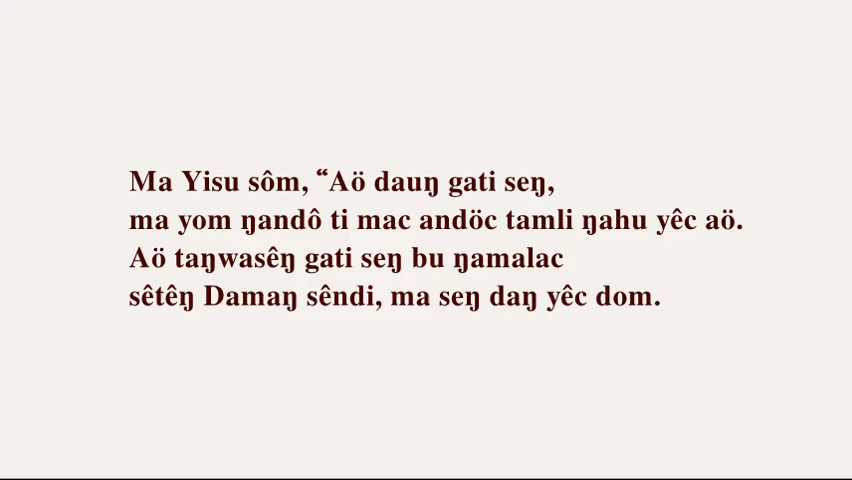 Ma Yisu sôm, “Aö dauŋ gati seŋ,
ma yom ŋandô ti mac andöc tamli ŋahu yêc aö.
Aö taŋwasêŋ gati seŋ bu ŋamalac
sêtêŋ Damaŋ sêndi, ma seŋ daŋ yêc dom.